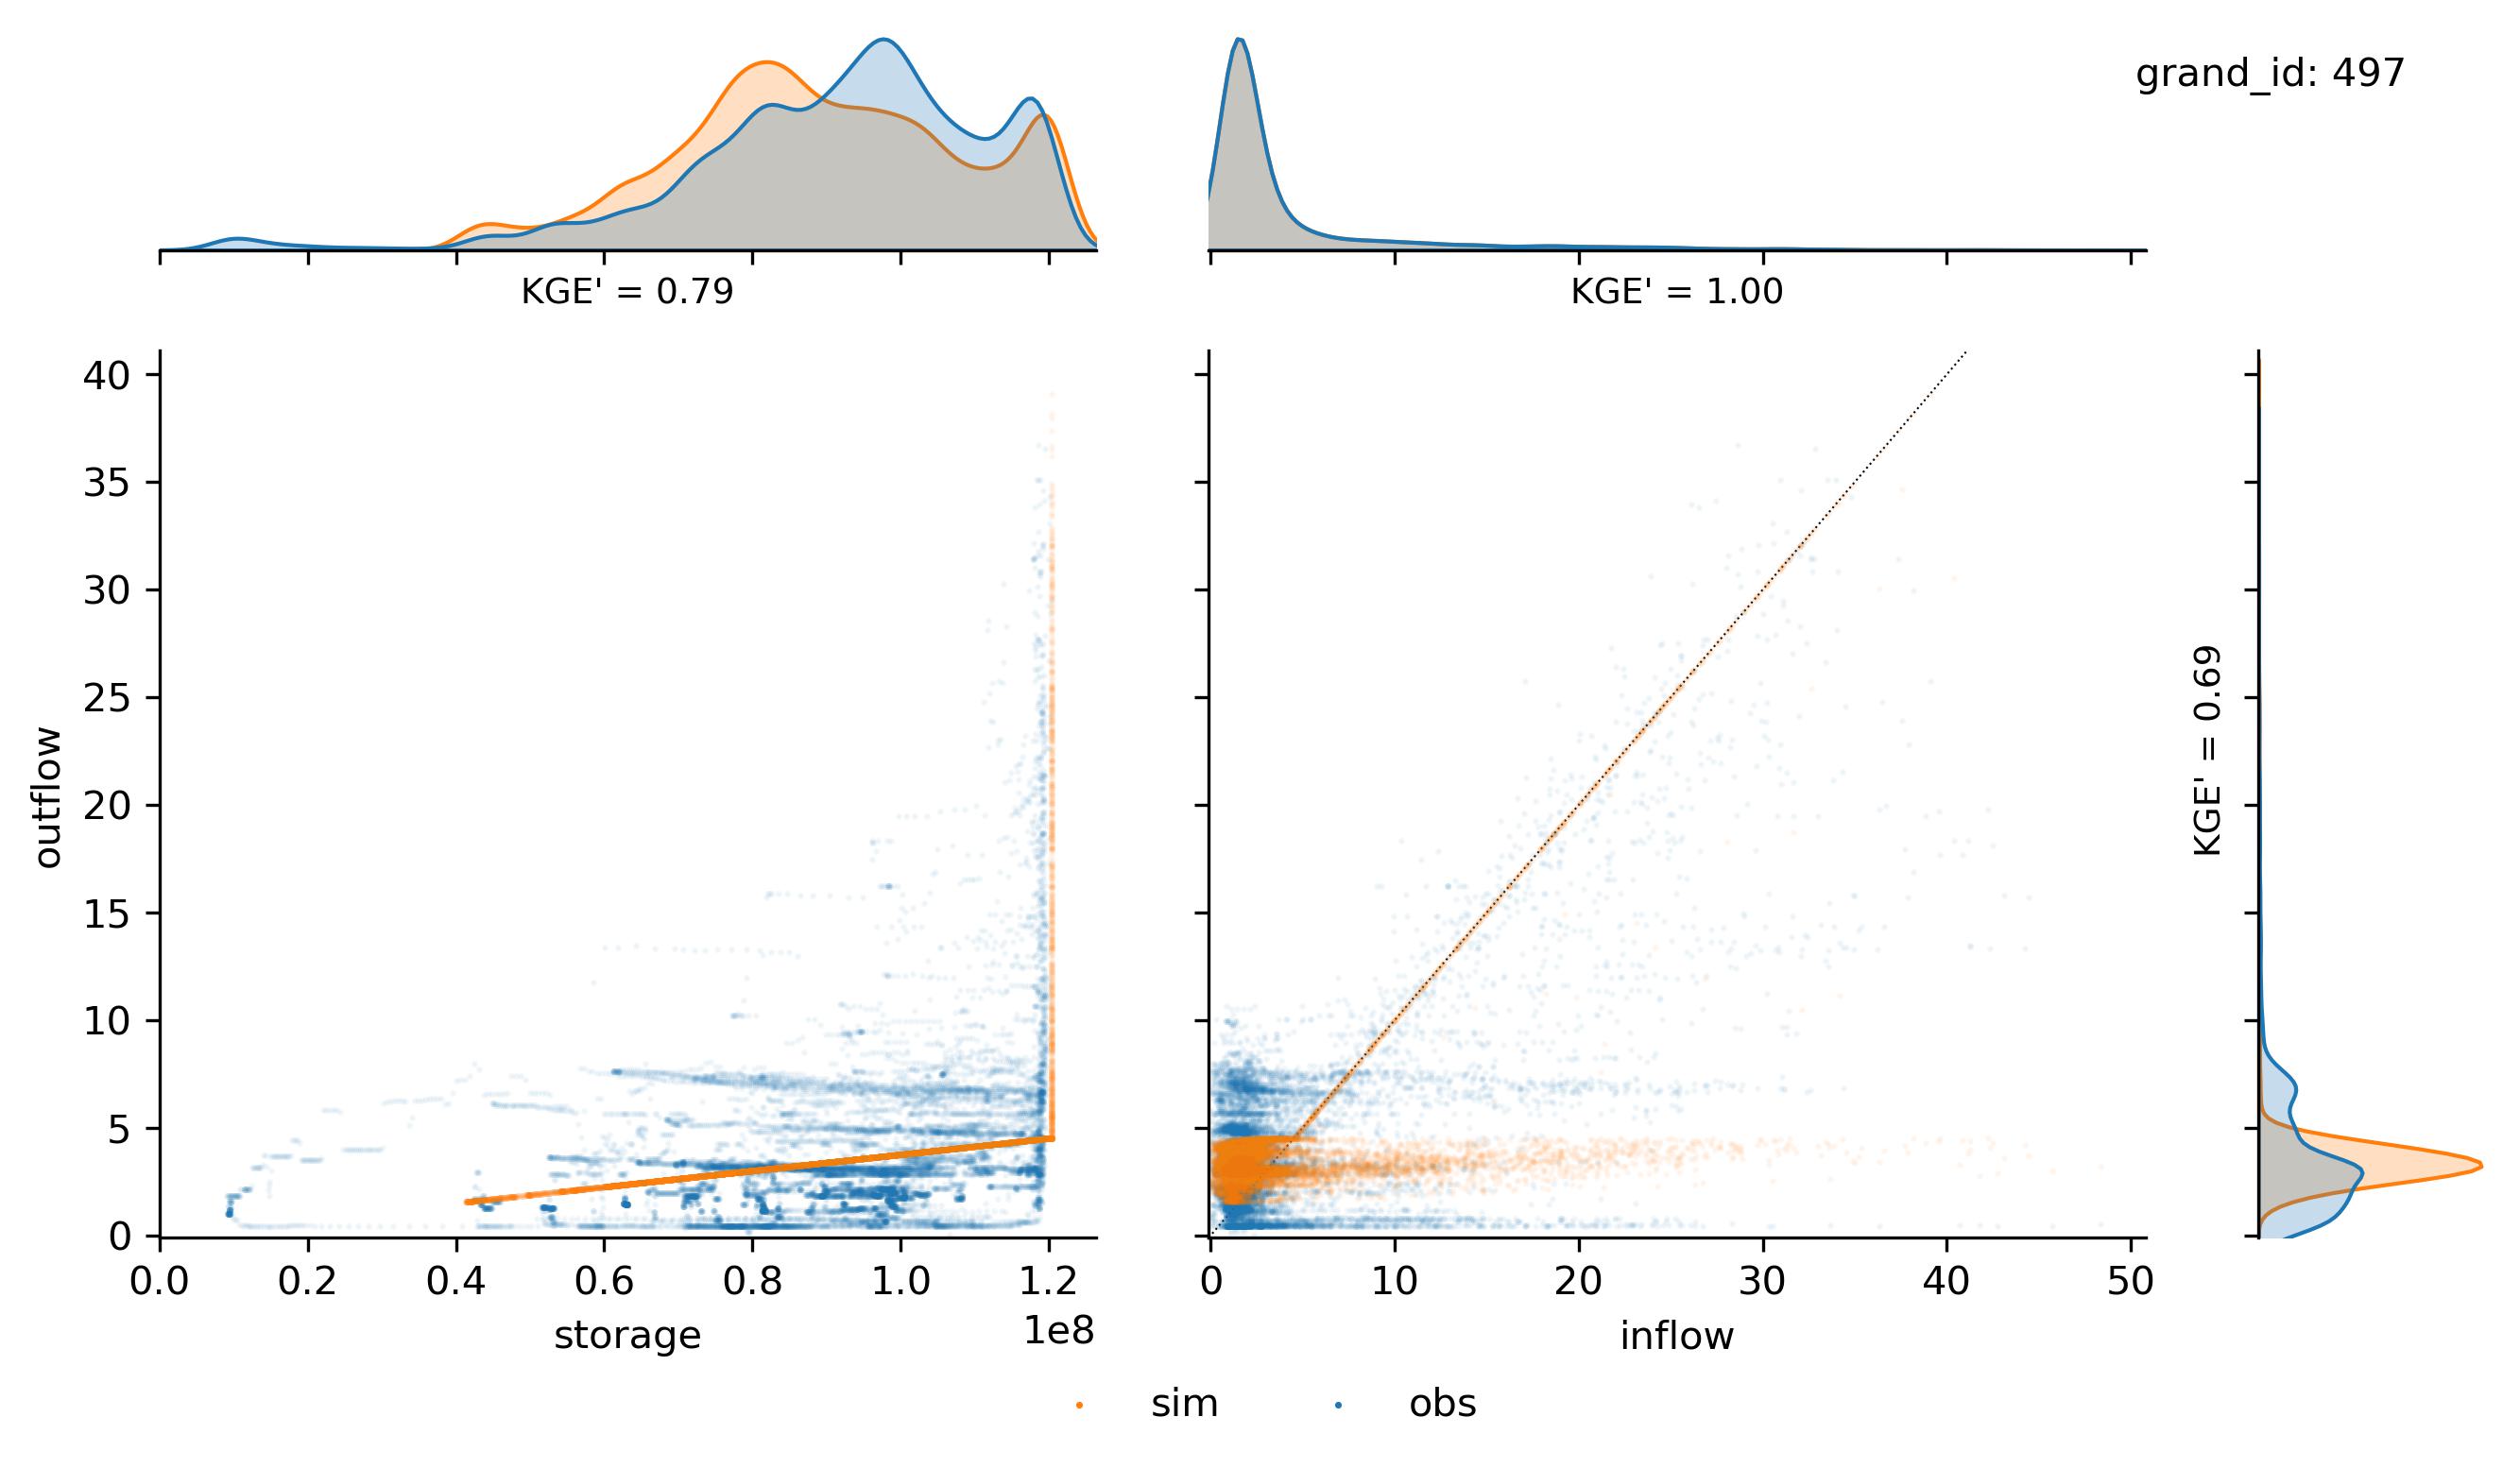 grand_id: 497
KGE' = 0.79
KGE' = 1.00
40
35
30
25
20
15
10
5
0
outflow
0.0 0.2 0.4 0.6 0.8 1.0 1.2
1e8
storage
0 10 20 30 40 50
inflow
KGE' = 0.69
sim obs